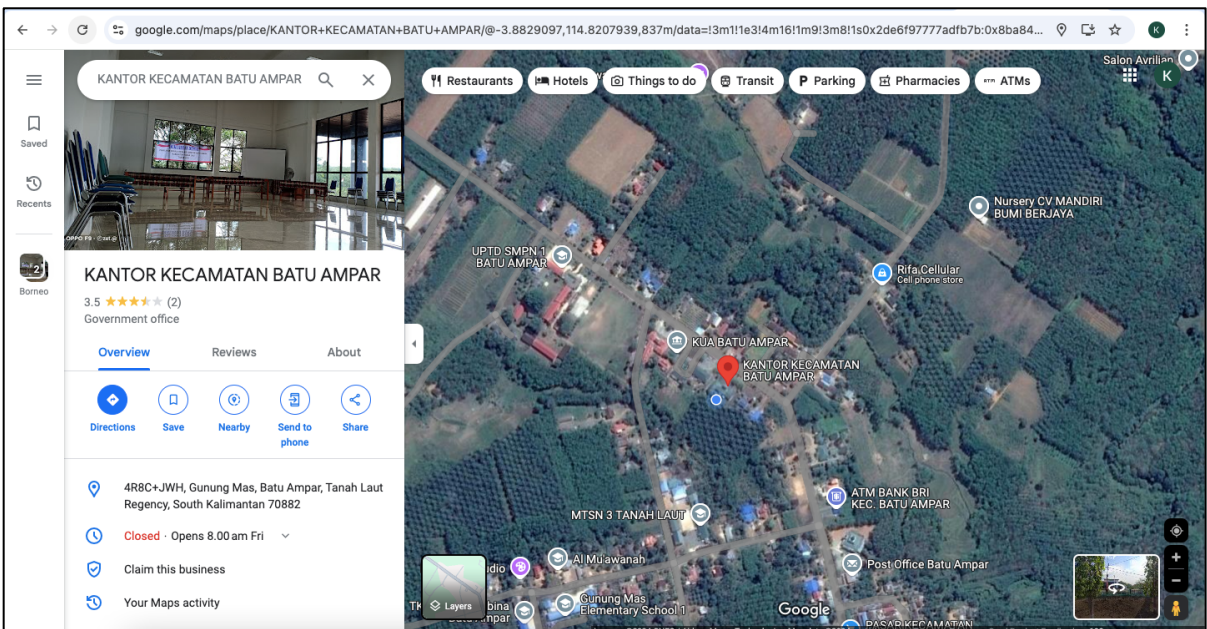 google.com/maps/place/KANTOR+KECAMATAN+BATU+AMPAR/@-3.8829097,114.8207939,837m/data=!3m1!1e3!4m16!1m9!3m8!1s0x2de6f97777adfb7b:0x8ba84...
K
Saved
Recents
2
Borneo
KANTOR KECAMATAN BATU AMPAR
OPPO F9
KANTOR KECAMATAN BATU AMPAR
3.5 (2)
Government office
Overview
Reviews
About
Directions
Save
Nearby
Send to
phone
Share
4R8C+JWH, Gunung Mas, Batu Ampar, Tanah Laut
Regency, South Kalimantan 70882
Closed · Opens 8.00 am Fri
Claim this business
Your Maps activity
Restaurants
Hotels
Things to do
Transit
P Parking
Pharmacies
ATMs
Salon Avrilian
K
Nursery CV MANDIRI
BUMI BERJAYA
UPTD SMPN 1
BATU AMPAR
Rifa Cellular
Cell phone store
KUA BATU AMPAR
KANTOR KECAMATAN
BATU AMPAR
ATM BANK BRI
KEC. BATU AMPAR
MTSN 3 TANAH LAUT
Al Mu'awanah
Post Office Batu Ampar
Gunung Mas
Elementary School 1
Layers
Google
PASAR KECAMATAN